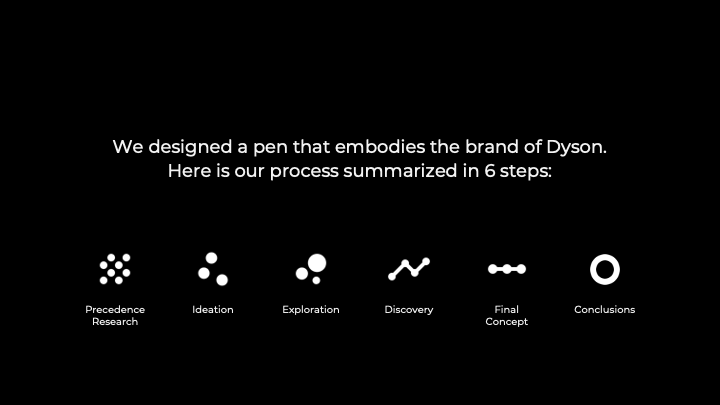 We designed a pen that embodies the brand of Dyson.
Here is our process summarized in 6 steps:
Precedence
Research
Ideation
Exploration
Discovery
Final
Concept
Conclusions